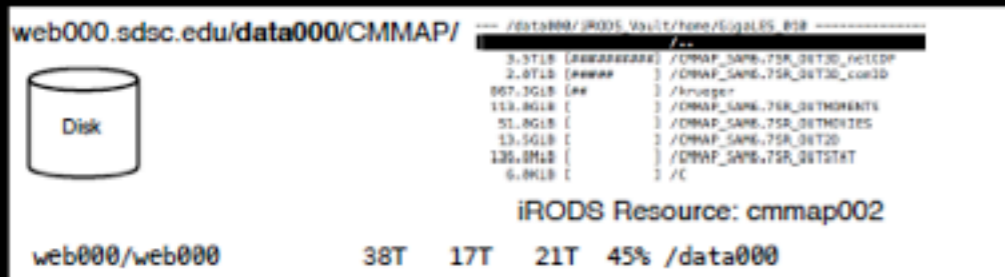 web000.sdsc.edu/data000/CMMAP/
--- /data000/iRODS_Vault/home/GigaLES_010 ---------------
/..
3.5TiB [##########] /CMMAP_SAM6.7SR_OUT3D_netCDF
2.0TiB [##### ] /CMMAP_SAM6.7SR_OUT3D_com3D
867.3GiB [## ] /krueger
113.0GiB [ ] /CMMAP_SAM6.7SR_OUTMOMENTS
51.8GiB [ ] /CMMAP_SAM6.7SR_OUTMOVIES
13.5GiB [ ] /CMMAP_SAM6.7SR_OUT2D
136.0MiB [ ] /CMMAP_SAM6.7SR_OUTSTAT
6.0KiB [ ] /C
Disk
iRODS Resource: cmmap002
web000/web000 38T 17T 21T 45% /data000